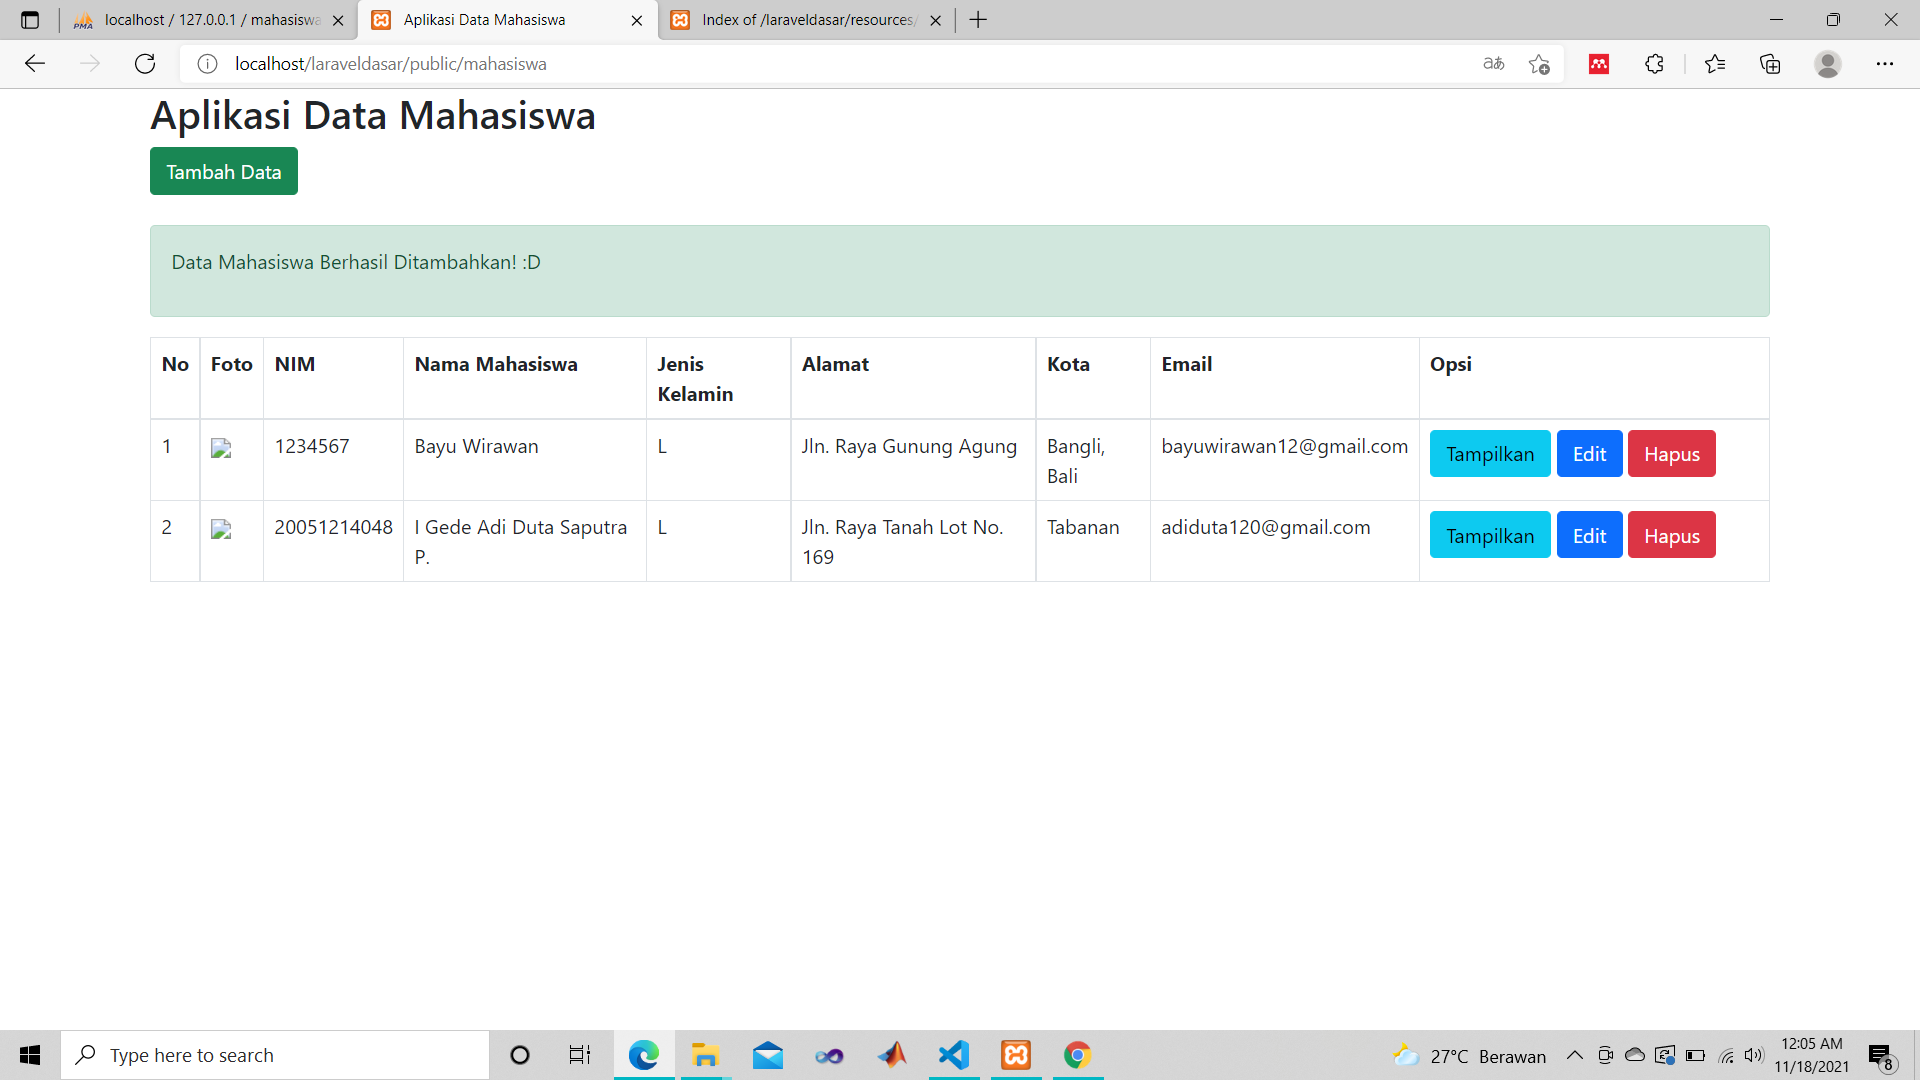 PMA localhost / 127.0.0.1 / mahasiswa
Aplikasi Data Mahasiswa
Index of /laraveldasar/resources/
localhost/laraveldasar/public/mahasiswa
Aplikasi Data Mahasiswa
Tambah Data
Data Mahasiswa Berhasil Ditambahkan! :D
No Foto NIM Nama Mahasiswa Jenis Kelamin Alamat Kota Email Opsi
1 1234567 Bayu Wirawan L Jln. Raya Gunung Agung Bangli, Bali bayuwirawan12@gmail.com Tampilkan Edit Hapus
2 20051214048 I Gede Adi Duta Saputra P. L Jln. Raya Tanah Lot No. 169 Tabanan adiduta120@gmail.com Tampilkan Edit Hapus
Type here to search
27°C Berawan
12:05 AM
11/18/2021
8